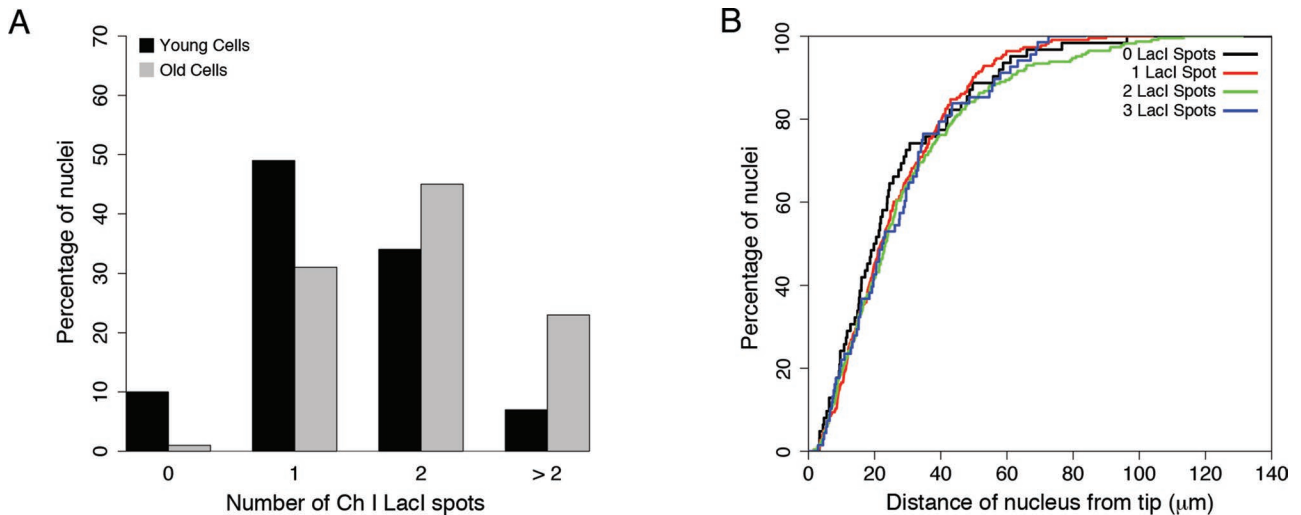 A
Percentage of nuclei
70
60
50
40
30
20
10
0
Young Cells
Old Cells
0 1 2 > 2
Number of Ch I LacI spots
B
Percentage of nuclei
100
80
60
40
20
0
0 LacI Spots
1 LacI Spot
2 LacI Spots
3 LacI Spots
0 20 40 60 80 100 120 140
Distance of nucleus from tip (μm)